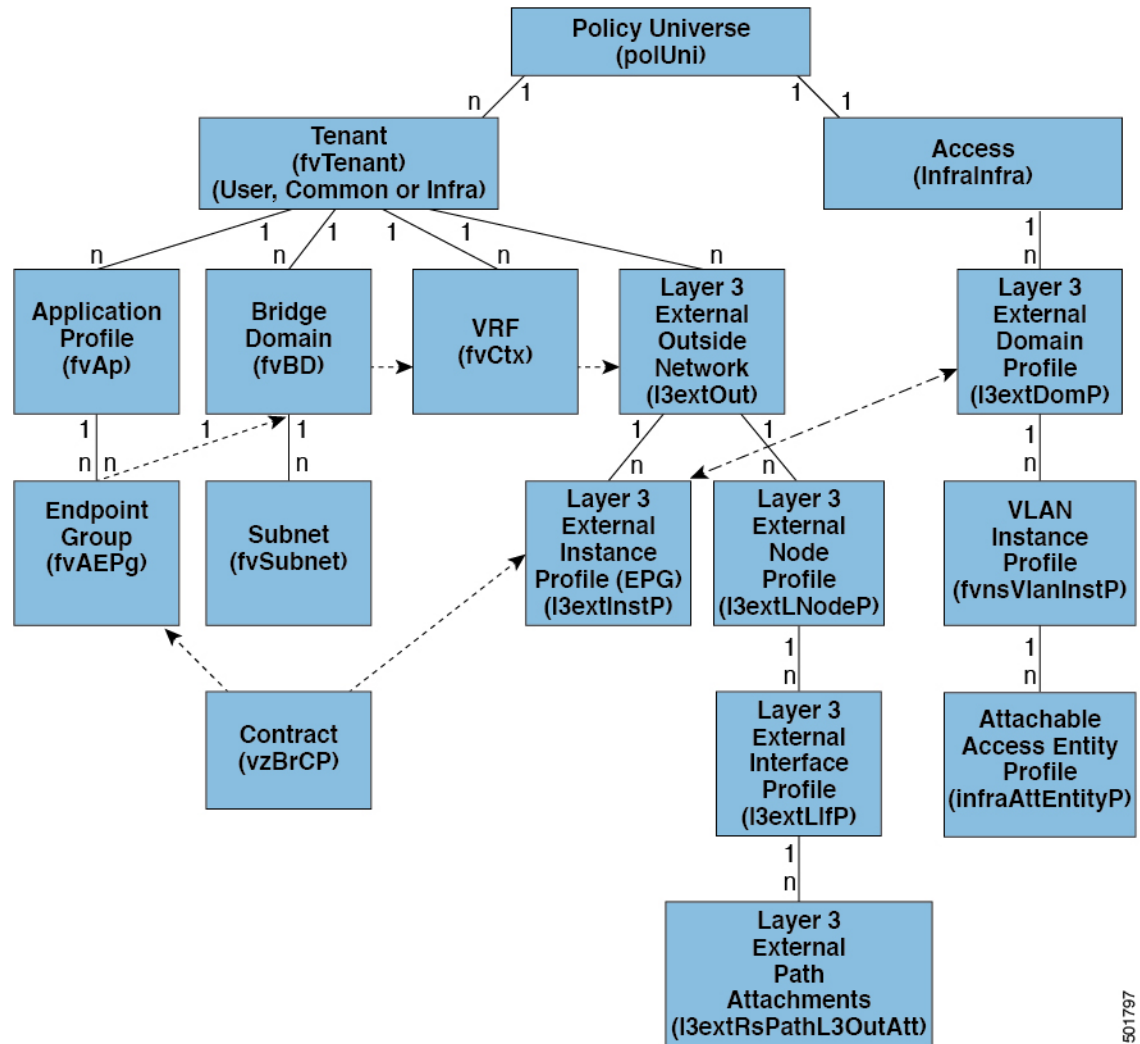 Policy Universe
(polUni)
1
1
n
1
Tenant
(fvTenant)
(User, Common or Infra)
Access
(InfraInfra)
1
1
1
1
1
n
n
n
n
n
Application
Profile
(fvAp)
Bridge
Domain
(fvBD)
VRF
(fvCtx)
Layer 3
External
Outside
Network
(l3extOut)
Layer 3
External
Domain
Profile
(l3extDomP)
1
1
1
1
1
1
n
n
n
n
n
n
Endpoint
Group
(fvAEPg)
Subnet
(fvSubnet)
Layer 3
External
Instance
Profile (EPG)
(l3extInstP)
Layer 3
External
Node
Profile
(l3extLNodeP)
VLAN
Instance
Profile
(fvnsVlanInstP)
1
1
n
n
Contract
(vzBrCP)
Layer 3
External
Interface
Profile
(l3extLIfP)
Attachable
Access Entity
Profile
(infraAttEntityP)
1
n
Layer 3
External
Path
Attachments
(l3extRsPathL3OutAtt)
501797